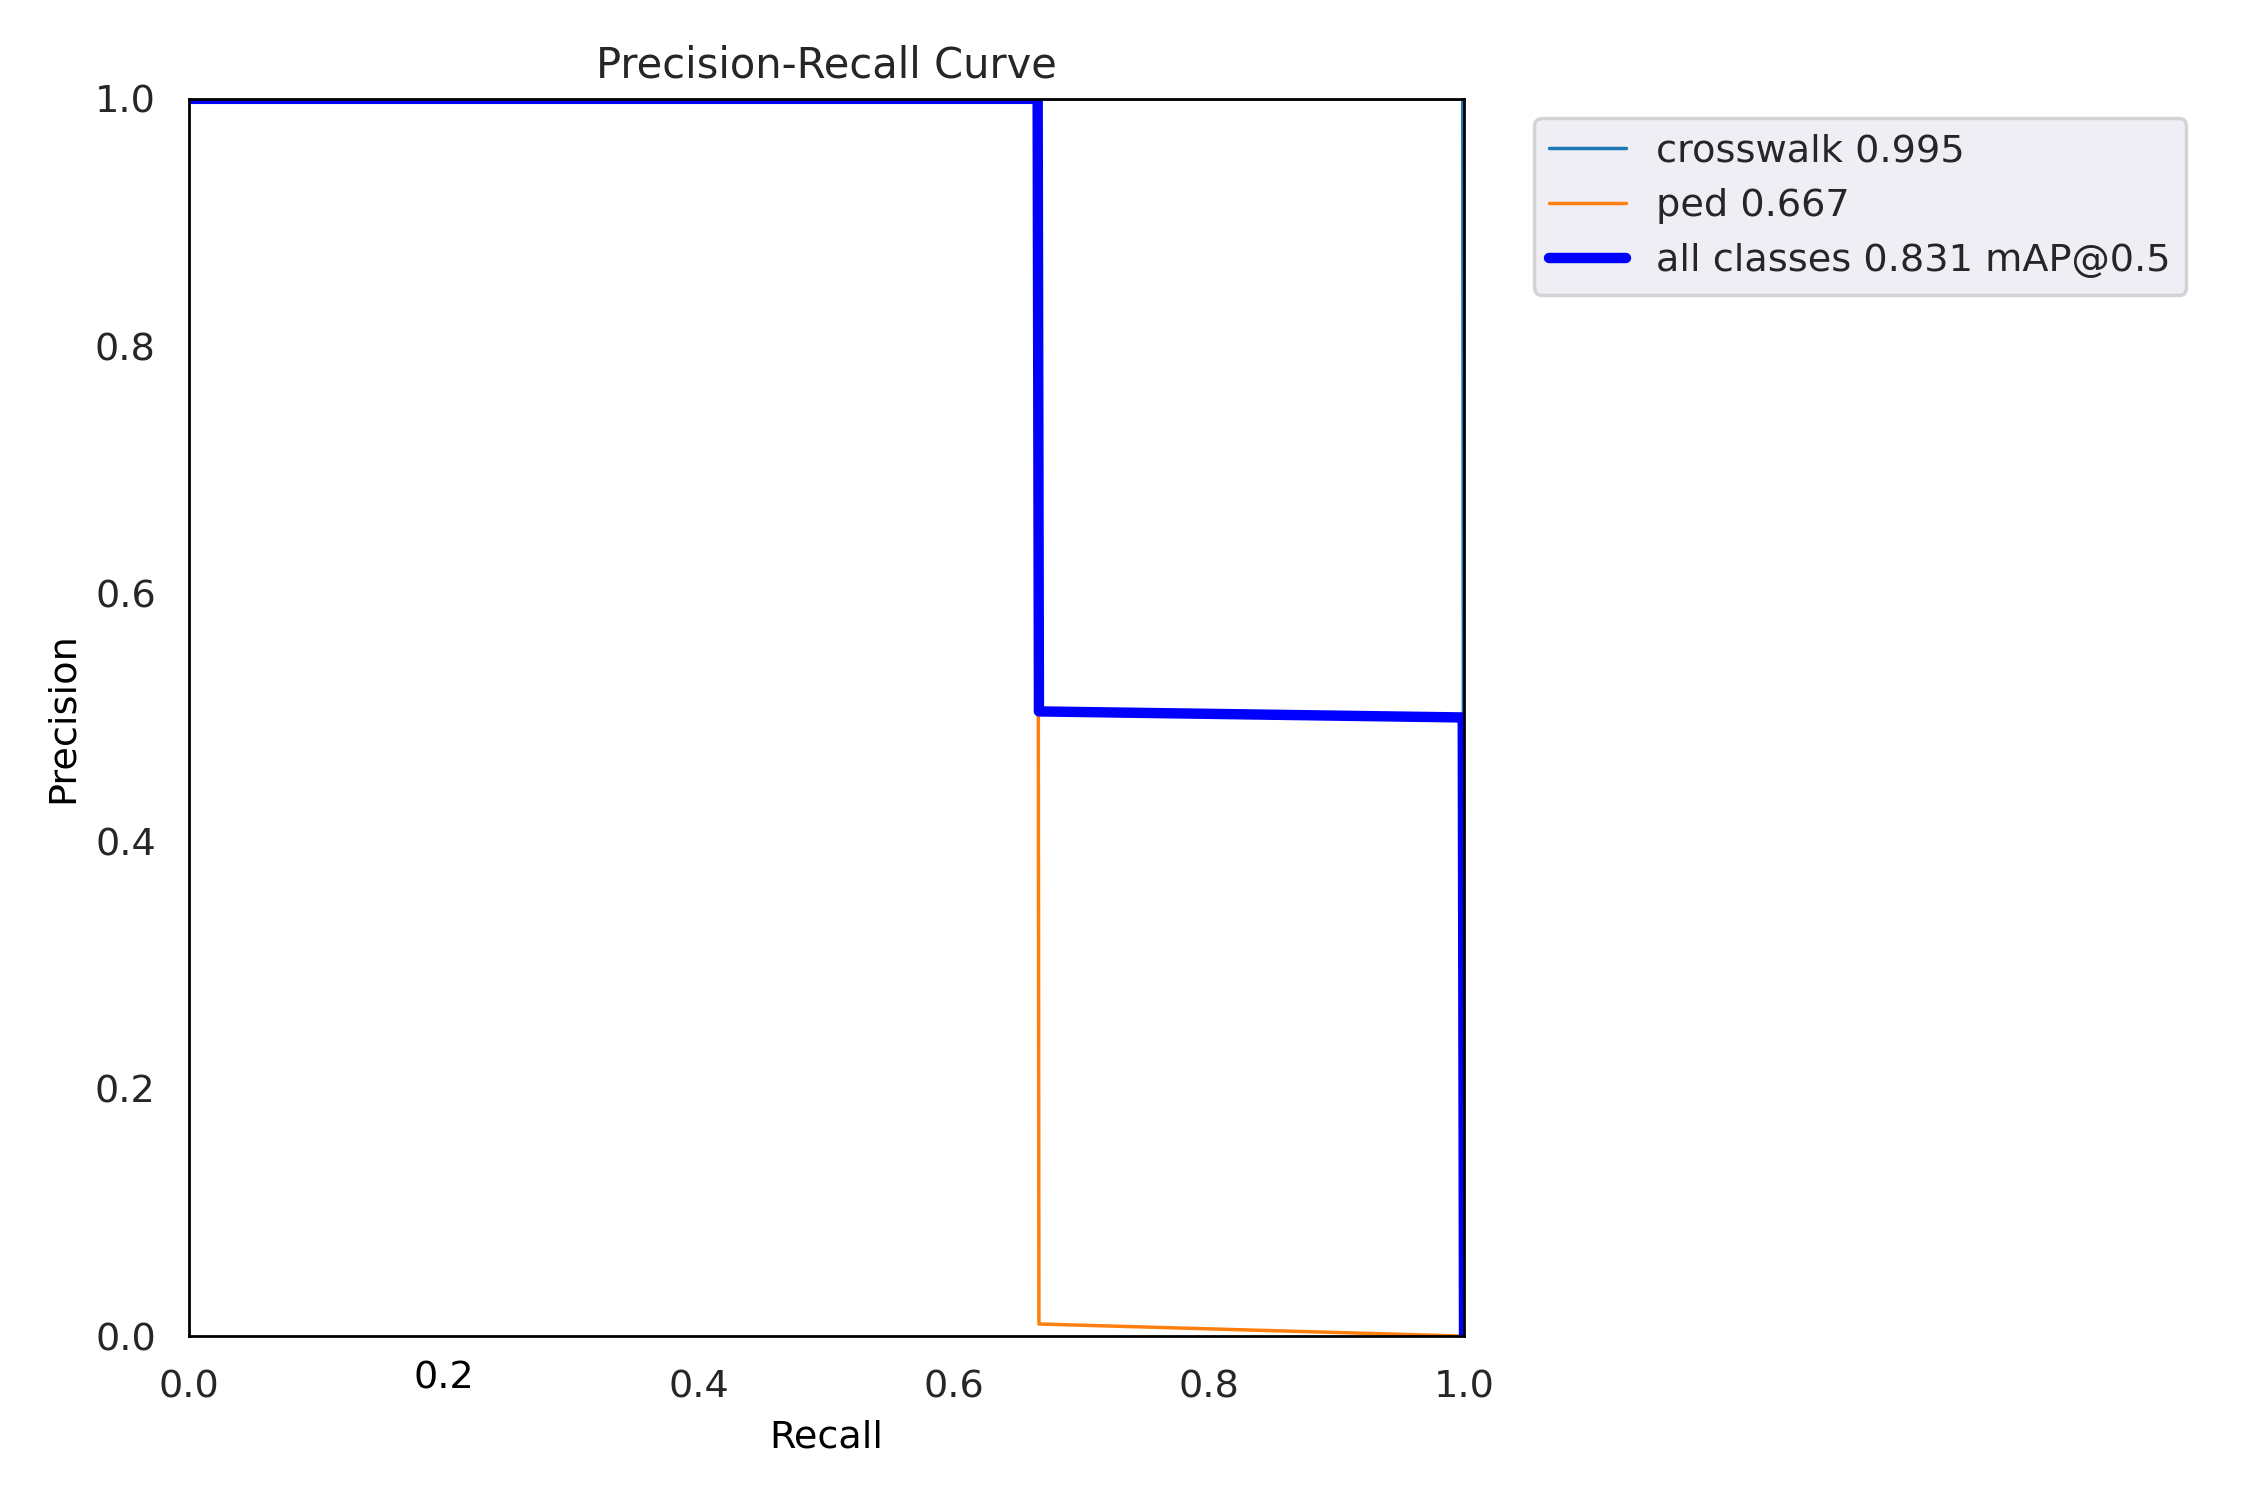 Precision-Recall Curve
1.0
0.8
0.6
0.4
0.2
0.0
Precision
0.0 0.2 0.4 0.6 0.8 1.0
Recall
crosswalk 0.995
ped 0.667
all classes 0.831 mAP@0.5